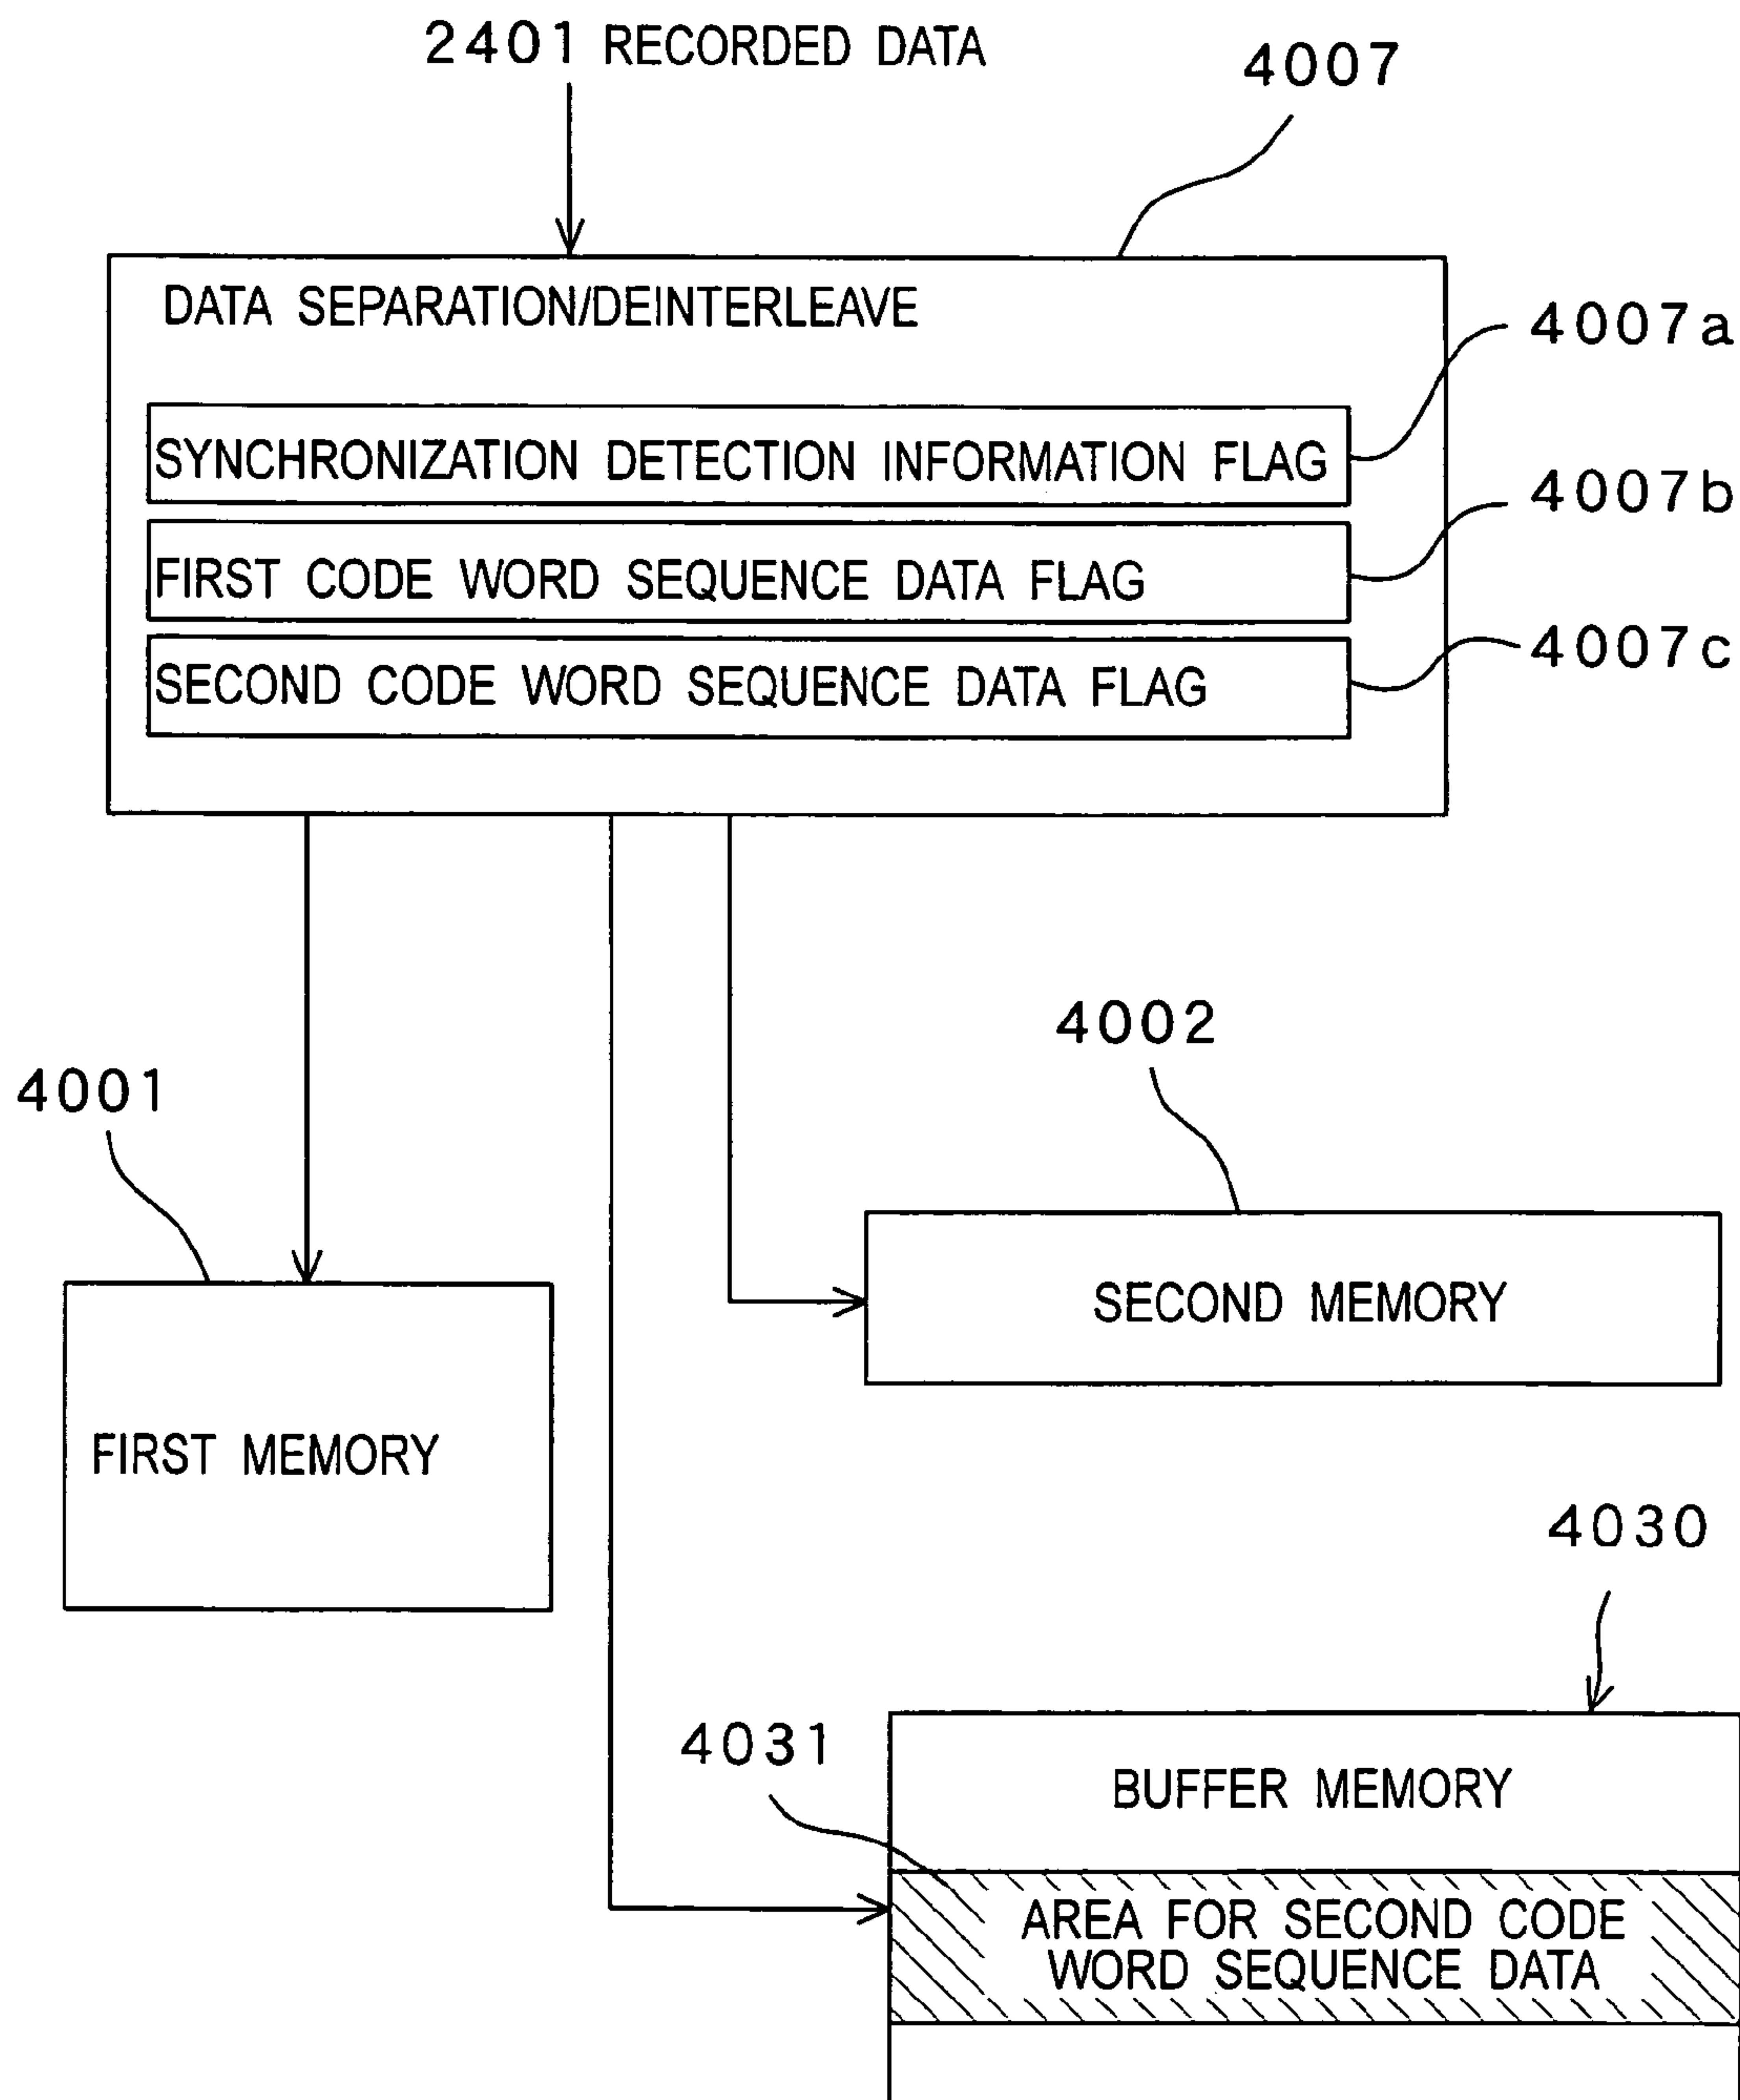 2401 RECORDED DATA
4007
DATA SEPARATION/DEINTERLEAVE
4007a
SYNCHRONIZATION DETECTION INFORMATION FLAG
4007b
FIRST CODE WORD SEQUENCE DATA FLAG
4007c
SECOND CODE WORD SEQUENCE DATA FLAG
4002
4001
SECOND MEMORY
FIRST MEMORY
4030
4031
BUFFER MEMORY
AREA FOR SECOND CODE
WORD SEQUENCE DATA